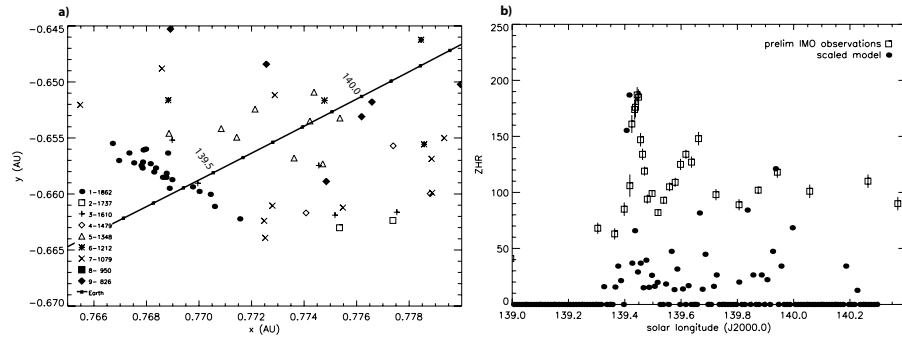 a)
-0.645
-0.650
-0.655
-0.660
-0.665
-0.670
y (AU)
140.0
139.5
1-1862
2-1737
3-1610
4-1479
5-1348
6-1212
7-1079
8- 950
9- 826
Earth
0.766 0.768 0.770 0.772 0.774 0.776 0.778
x (AU)
b)
250
200
150
100
50
0
ZHR
prelim IMO observations
scaled model
139.0 139.2 139.4 139.6 139.8 140.0 140.2
solar longitude (J2000.0)